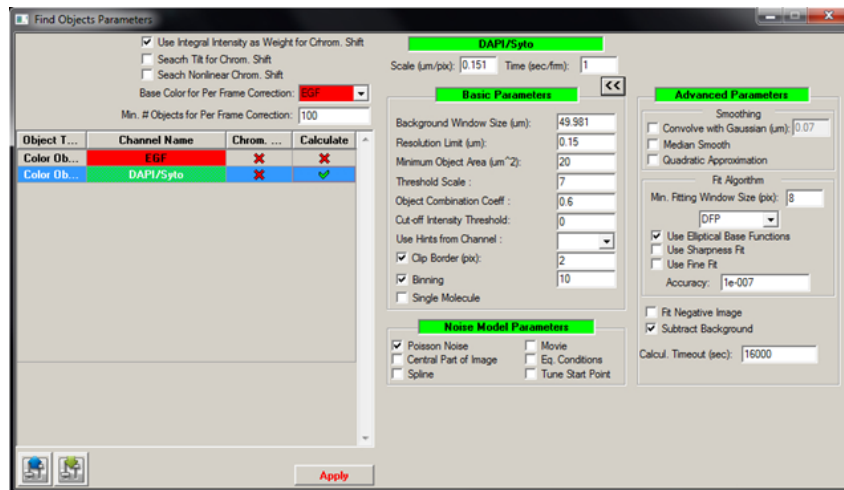 Find Objects Parameters
Use Integral Intensity as Weight for Crhrom. Shift
Seacrh Tilt for Chrom. Shift
Seach Nonlinear Chrom. Shift
Base Color for Per Frame Correction: EGF
Min. # Objects for Per Frame Correction: 100
Object T... Channel Name Chrom. ... Calculate
Color Ob... EGF
Color Ob... DAPI/Syto
Apply
DAPI/Syto
Scale (um/pix): 0.151 Time (sec/frm): 1
<<
Basic Parameters
Background Window Size (um): 49.981
Resolution Limit (um): 0.15
Minimum Object Area (um^2): 20
Threshold Scale : 7
Object Combination Coeff : 0.6
Cut-off Intensity Threshold: 0
Use Hints from Channel :
Clip Border (pix): 2
Binning 10
Single Molecule
Noise Model Parameters
Poisson Noise Movie
Central Part of Image Eq. Conditions
Spline Tune Start Point
Advanced Parameters
Smoothing
Convolve with Gaussian (um): 0.07
Median Smooth
Quadratic Approximation
Fit Algorithm
Min. Fitting Window Size (pix): 8
DFP
Use Elliptical Base Functions
Use Sharpness Fit
Use Fine Fit
Accuracy: 1e-007
Fit Negative Image
Subtract Background
Calcul. Timeout (sec): 16000